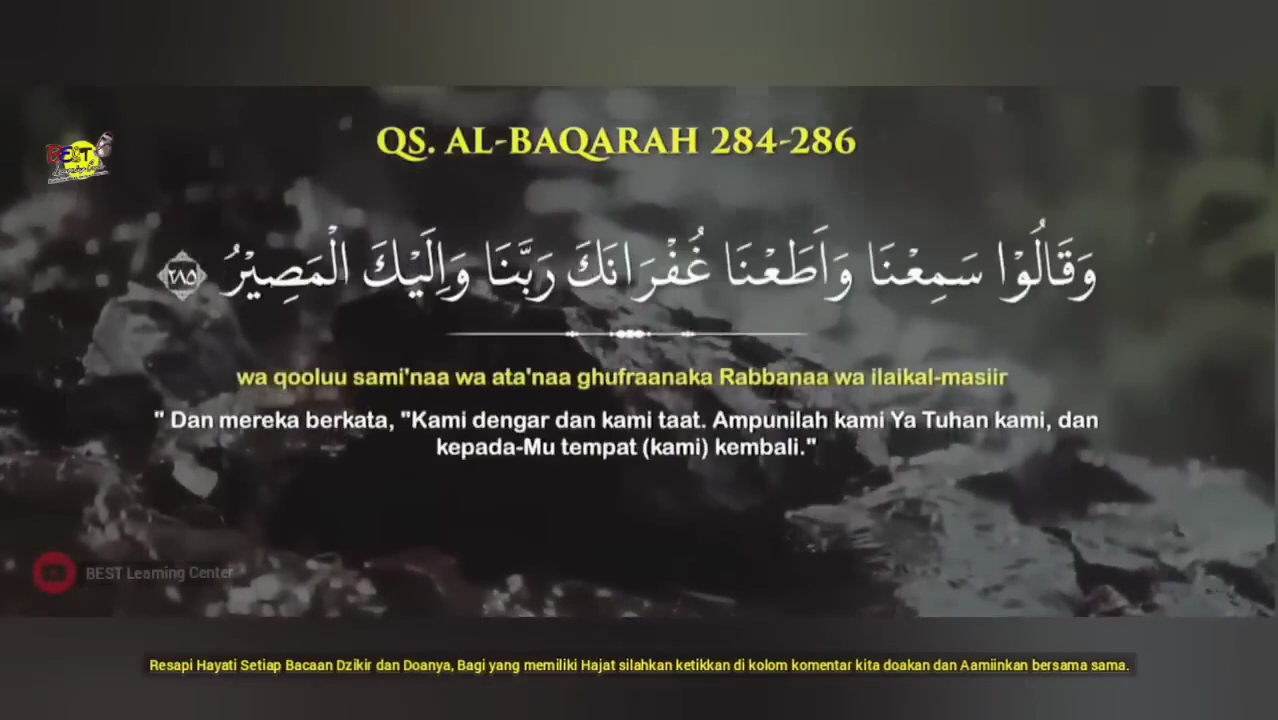 QS. AL-BAQARAH 284-286
BEST
وَقَالُوْا سَمِعْنَا وَاَطَعْنَا غُفْرَانَكَ رَبَّنَا وَاِلَيْكَ الْمَصِيْرُ ٢٨٥
wa qooluu sami'naa wa ata'naa ghufraanaka Rabbanaa wa ilaikal-masiir
" Dan mereka berkata, "Kami dengar dan kami taat. Ampunilah kami Ya Tuhan kami, dan
kepada-Mu tempat (kami) kembali."
BEST Learning Center
Resapi Hayati Setiap Bacaan Dzikir dan Doanya, Bagi yang memiliki Hajat silahkan ketikkan di kolom komentar kita doakan dan Aamiinkan bersama sama.